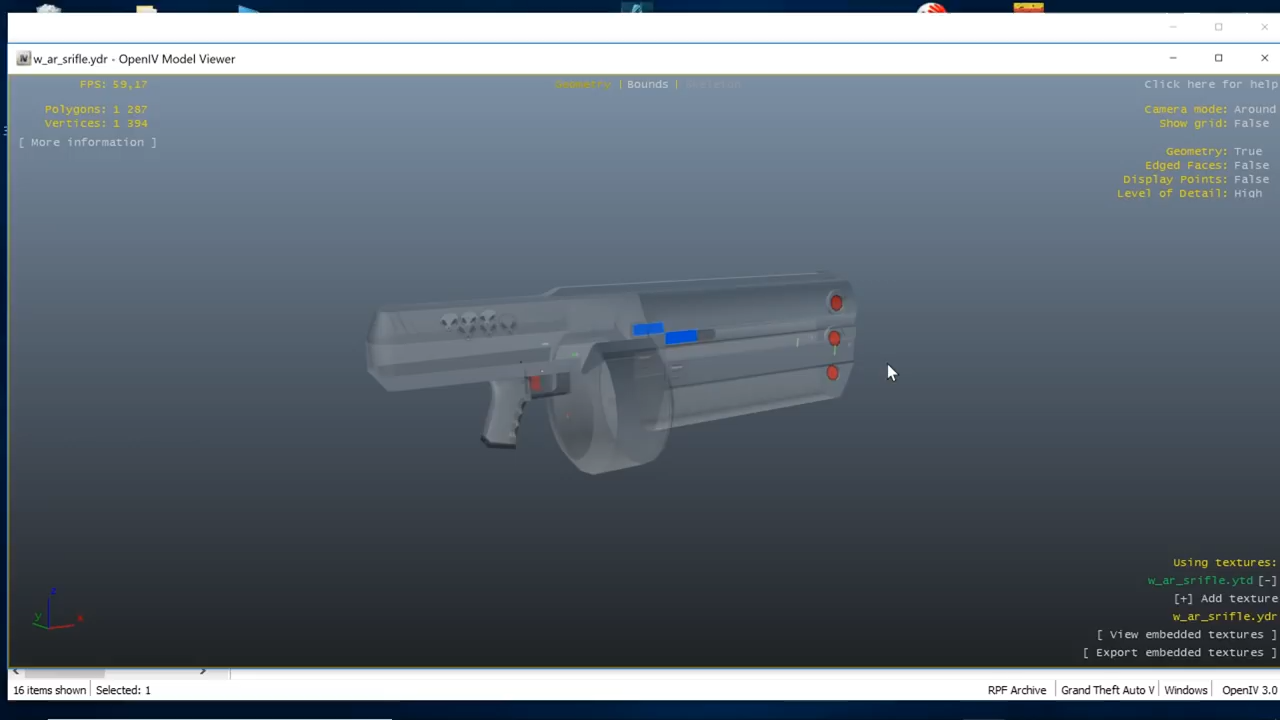 w_ar_srifle.ydr - OpenIV Model Viewer
FPS: 59,17
Geometry | Bounds | Skeleton
Click here for help
Polygons: 1 287
Vertices: 1 394
[ More information ]
Camera mode: Around
Show grid: False
Geometry: True
Edged Faces: False
Display Points: False
Level of Detail: High
z
y
x
Using textures:
w_ar_srifle.ytd [-]
[+] Add texture
w_ar_srifle.ydr
[ View embedded textures ]
[ Export embedded textures ]
16 items shown
Selected: 1
RPF Archive
Grand Theft Auto V
Windows
OpenIV 3.0